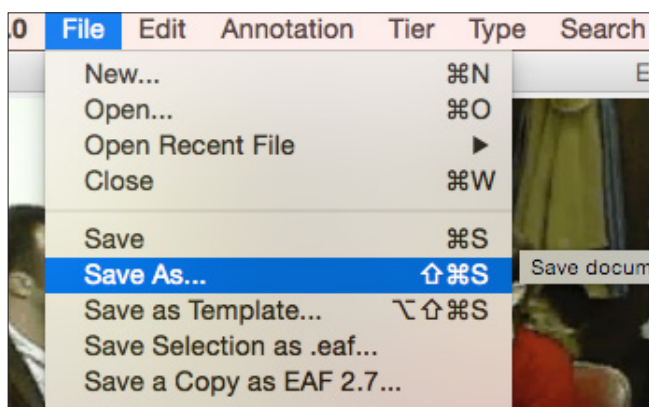 .0 File Edit Annotation Tier Type Search
E
New... ⌘N
Open... ⌘O
Open Recent File ▶
Close ⌘W
Save ⌘S
Save As... ⇧⌘S
Save docum
Save as Template... ⌥⇧⌘S
Save Selection as .eaf...
Save a Copy as EAF 2.7...